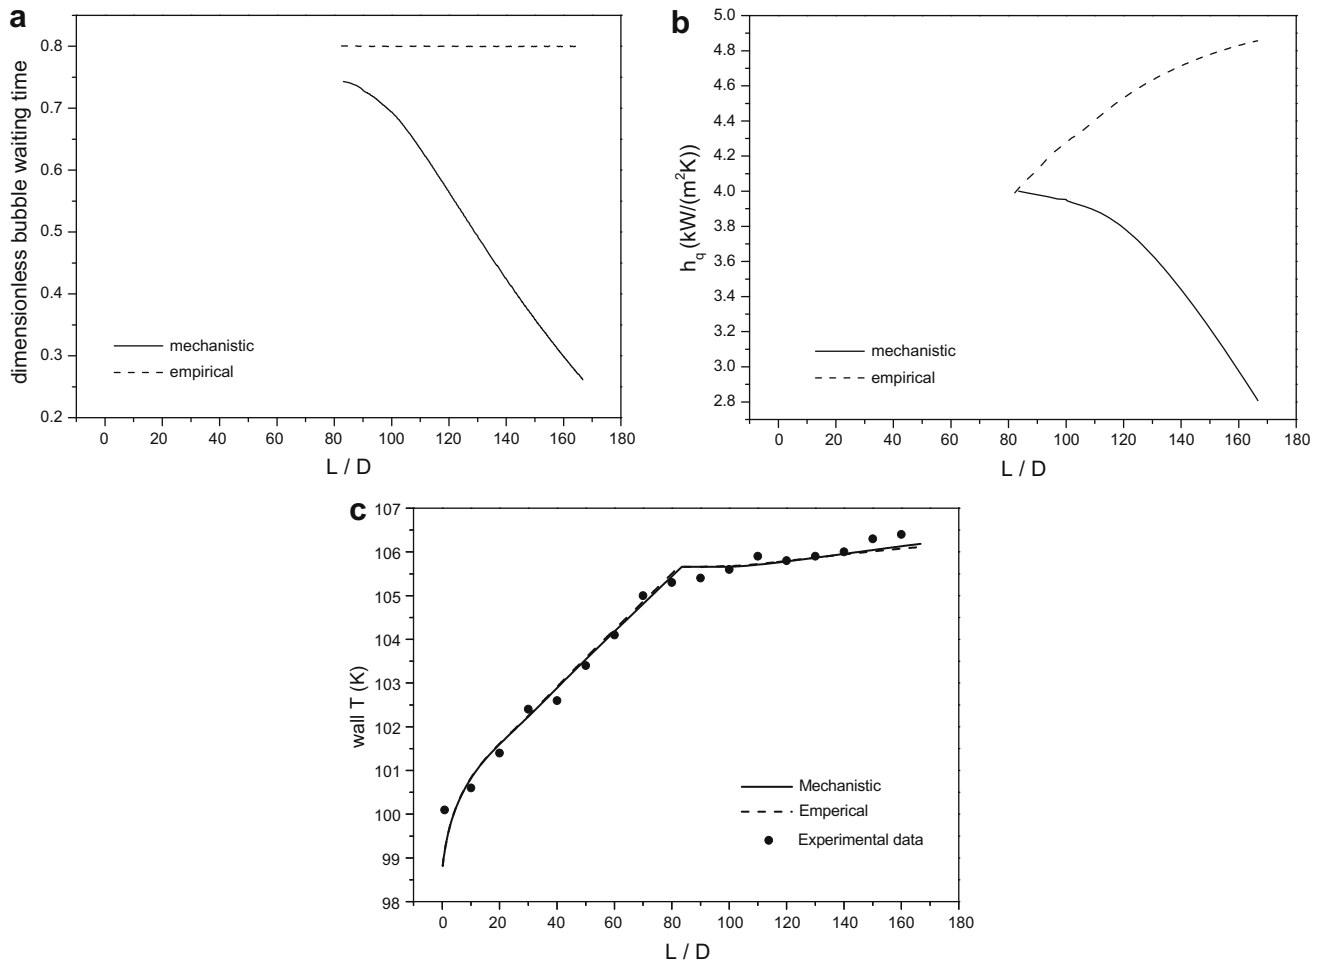 a
dimensionless bubble waiting time
0.8
0.7
0.6
0.5
0.4
0.3
0.2
mechanistic
empirical
0 20 40 60 80 100 120 140 160 180
L / D
b
h_q (kW/(m²K))
5.0
4.8
4.6
4.4
4.2
4.0
3.8
3.6
3.4
3.2
3.0
2.8
mechanistic
empirical
0 20 40 60 80 100 120 140 160 180
L / D
c
wall T (K)
107
106
105
104
103
102
101
100
99
98
Mechanistic
Emperical
Experimental data
0 20 40 60 80 100 120 140 160 180
L / D